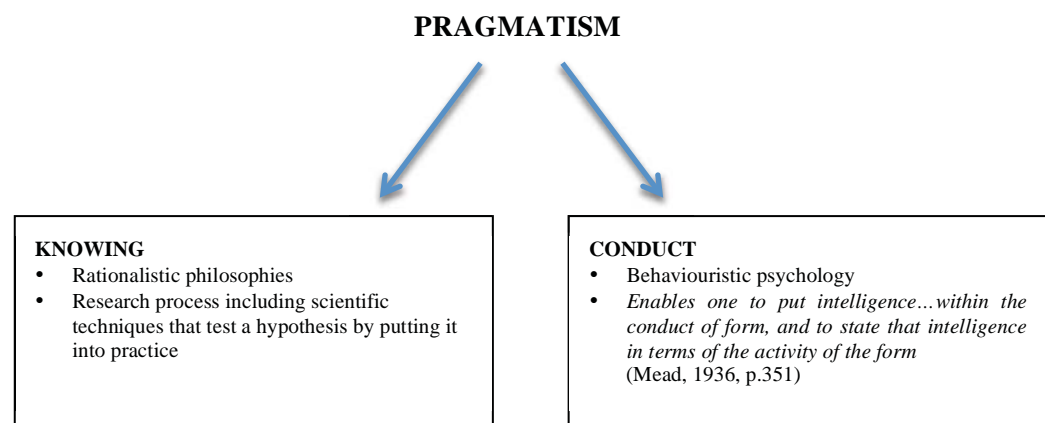 PRAGMATISM
KNOWING
• Rationalistic philosophies
• Research process including scientific
techniques that test a hypothesis by putting it
into practice
CONDUCT
• Behaviouristic psychology
• Enables one to put intelligence…within the
conduct of form, and to state that intelligence
in terms of the activity of the form
(Mead, 1936, p.351)